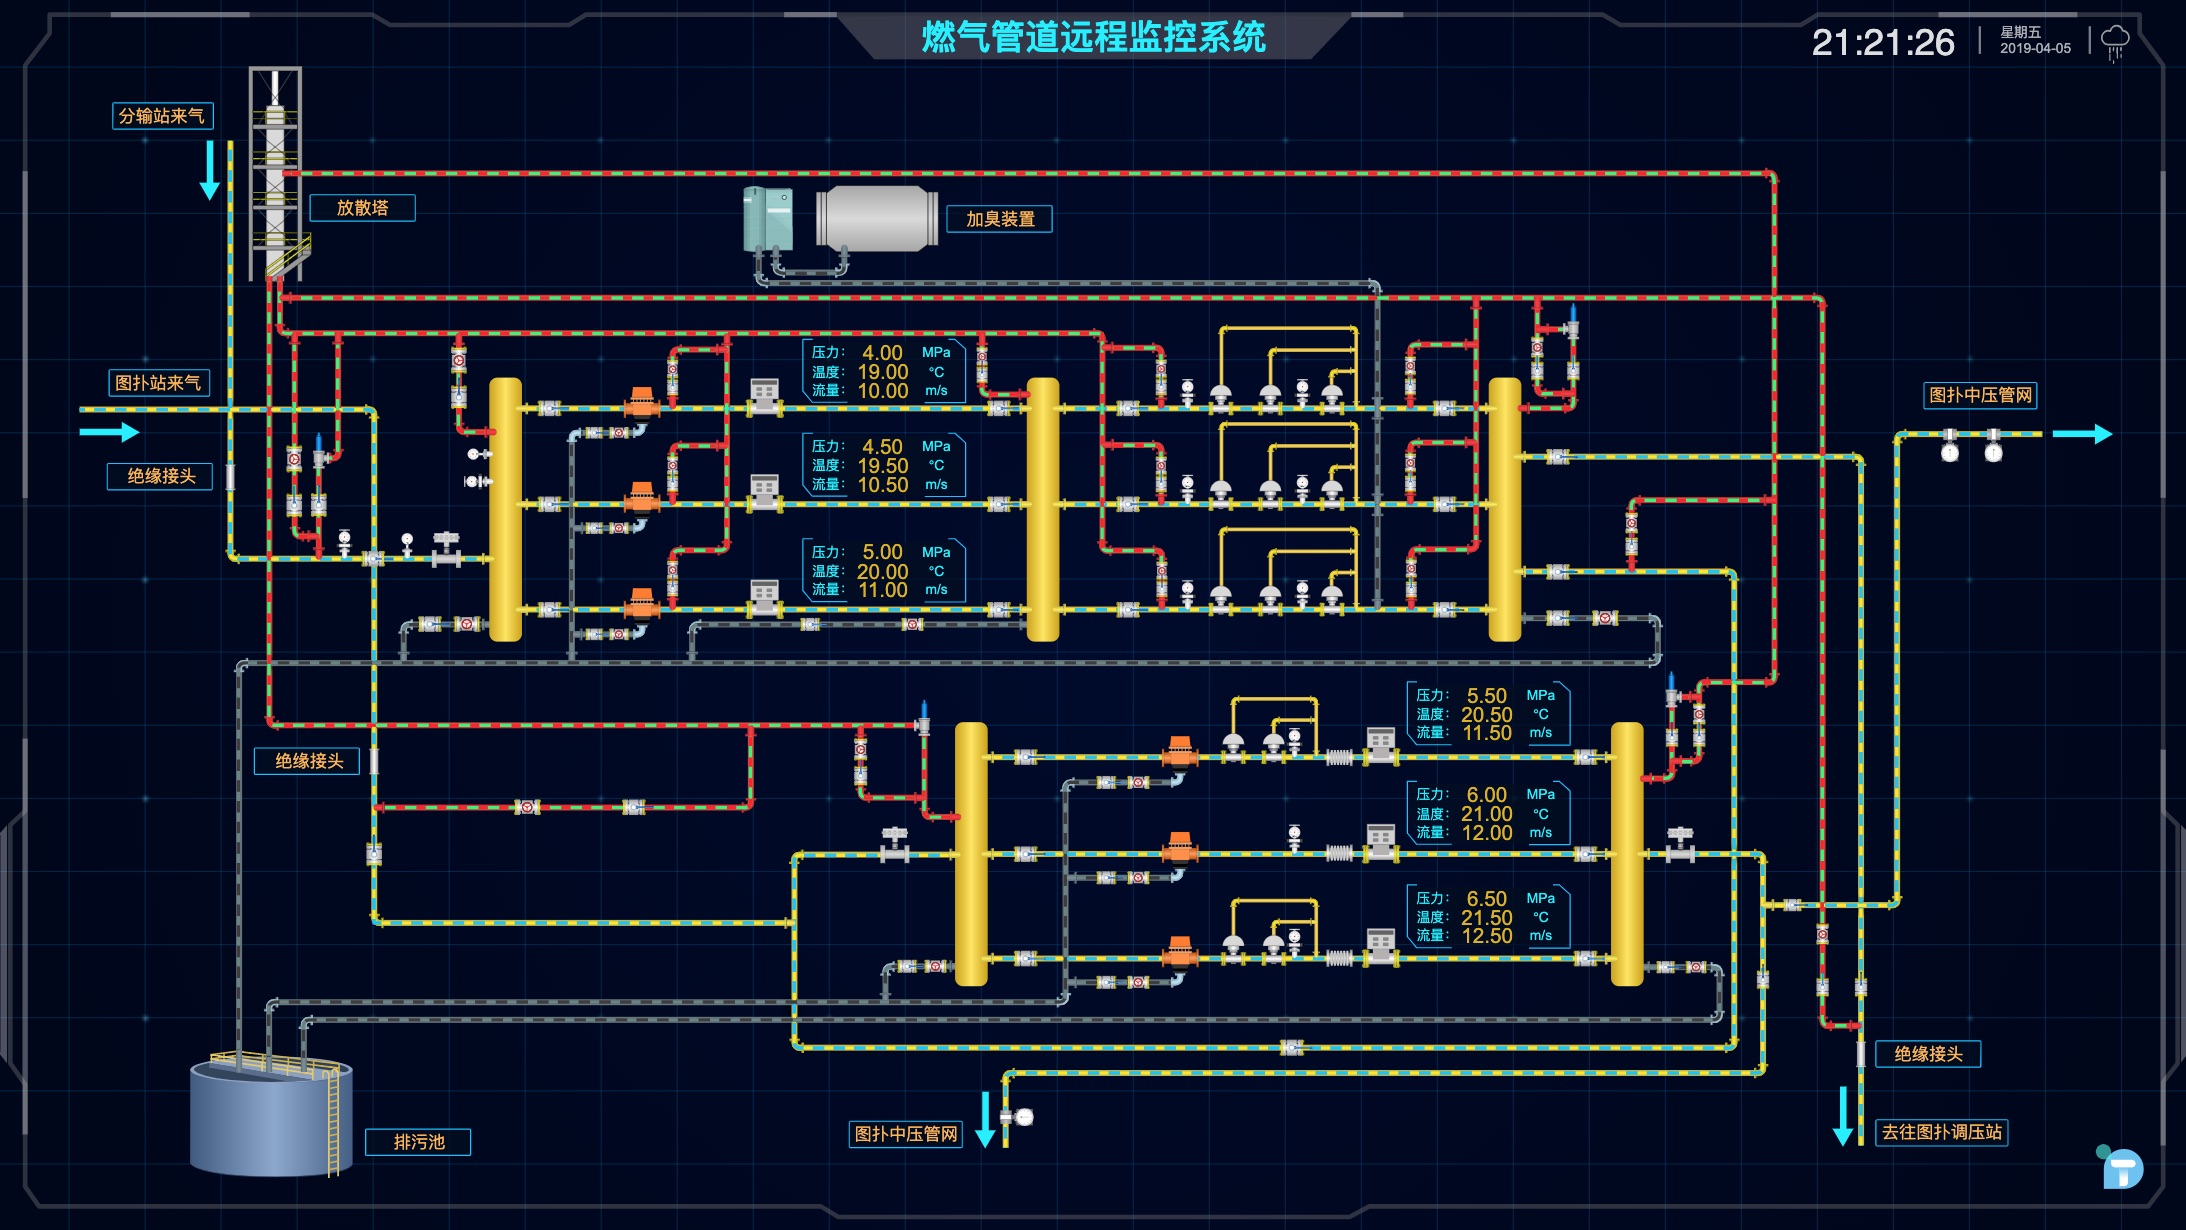 燃气管道远程监控系统
21:21:26
星期五
2019-04-05
分输站来气
放散塔
加臭装置
图扑站来气
绝缘接头
图扑中压管网
压力: 4.00 MPa
温度: 19.00 °C
流量: 10.00 m/s
压力: 4.50 MPa
温度: 19.50 °C
流量: 10.50 m/s
压力: 5.00 MPa
温度: 20.00 °C
流量: 11.00 m/s
绝缘接头
压力: 5.50 MPa
温度: 20.50 °C
流量: 11.50 m/s
压力: 6.00 MPa
温度: 21.00 °C
流量: 12.00 m/s
压力: 6.50 MPa
温度: 21.50 °C
流量: 12.50 m/s
绝缘接头
排污池
图扑中压管网
去往图扑调压站